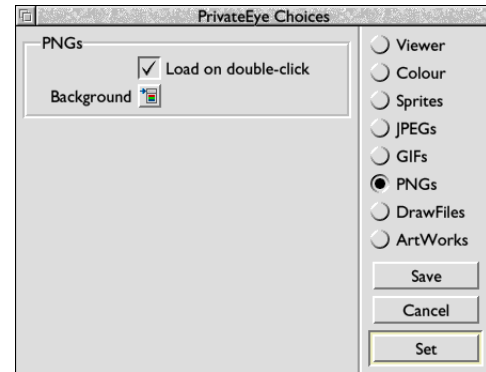 PrivateEye Choices
PNGs
Load on double-click
Background
Viewer
Colour
Sprites
JPEGs
GIFs
PNGs
DrawFiles
ArtWorks
Save
Cancel
Set